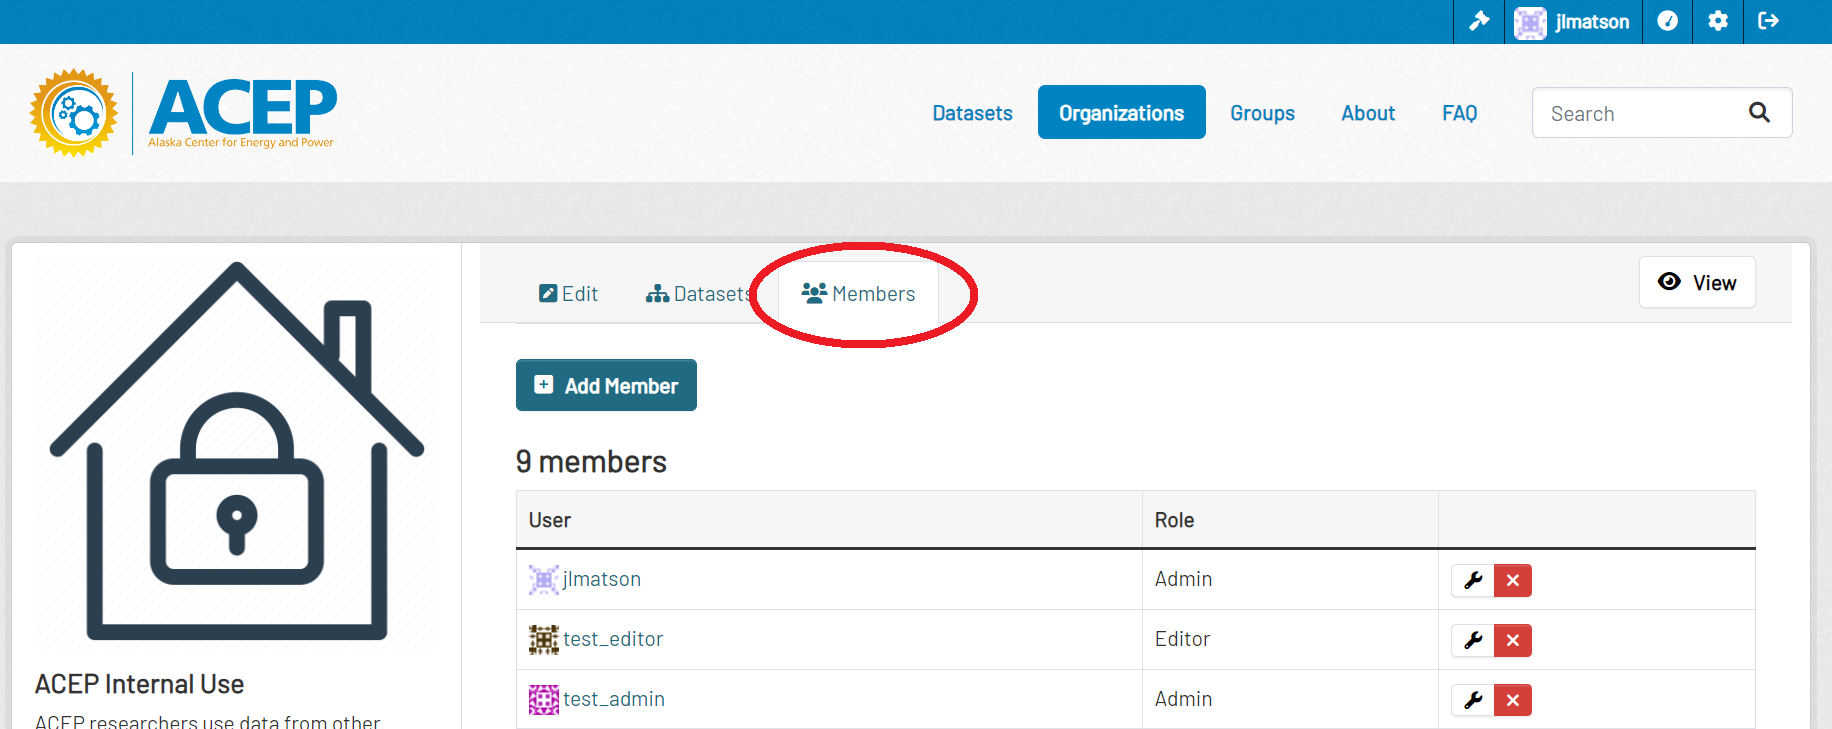 jlmatson
ACEP
Alaska Center for Energy and Power
Datasets
Organizations
Groups
About
FAQ
Search
Edit
Datasets
Members
View
Add Member
9 members
User Role
jlmatson Admin
test_editor Editor
test_admin Admin
ACEP Internal Use
ACEP researchers use data from other